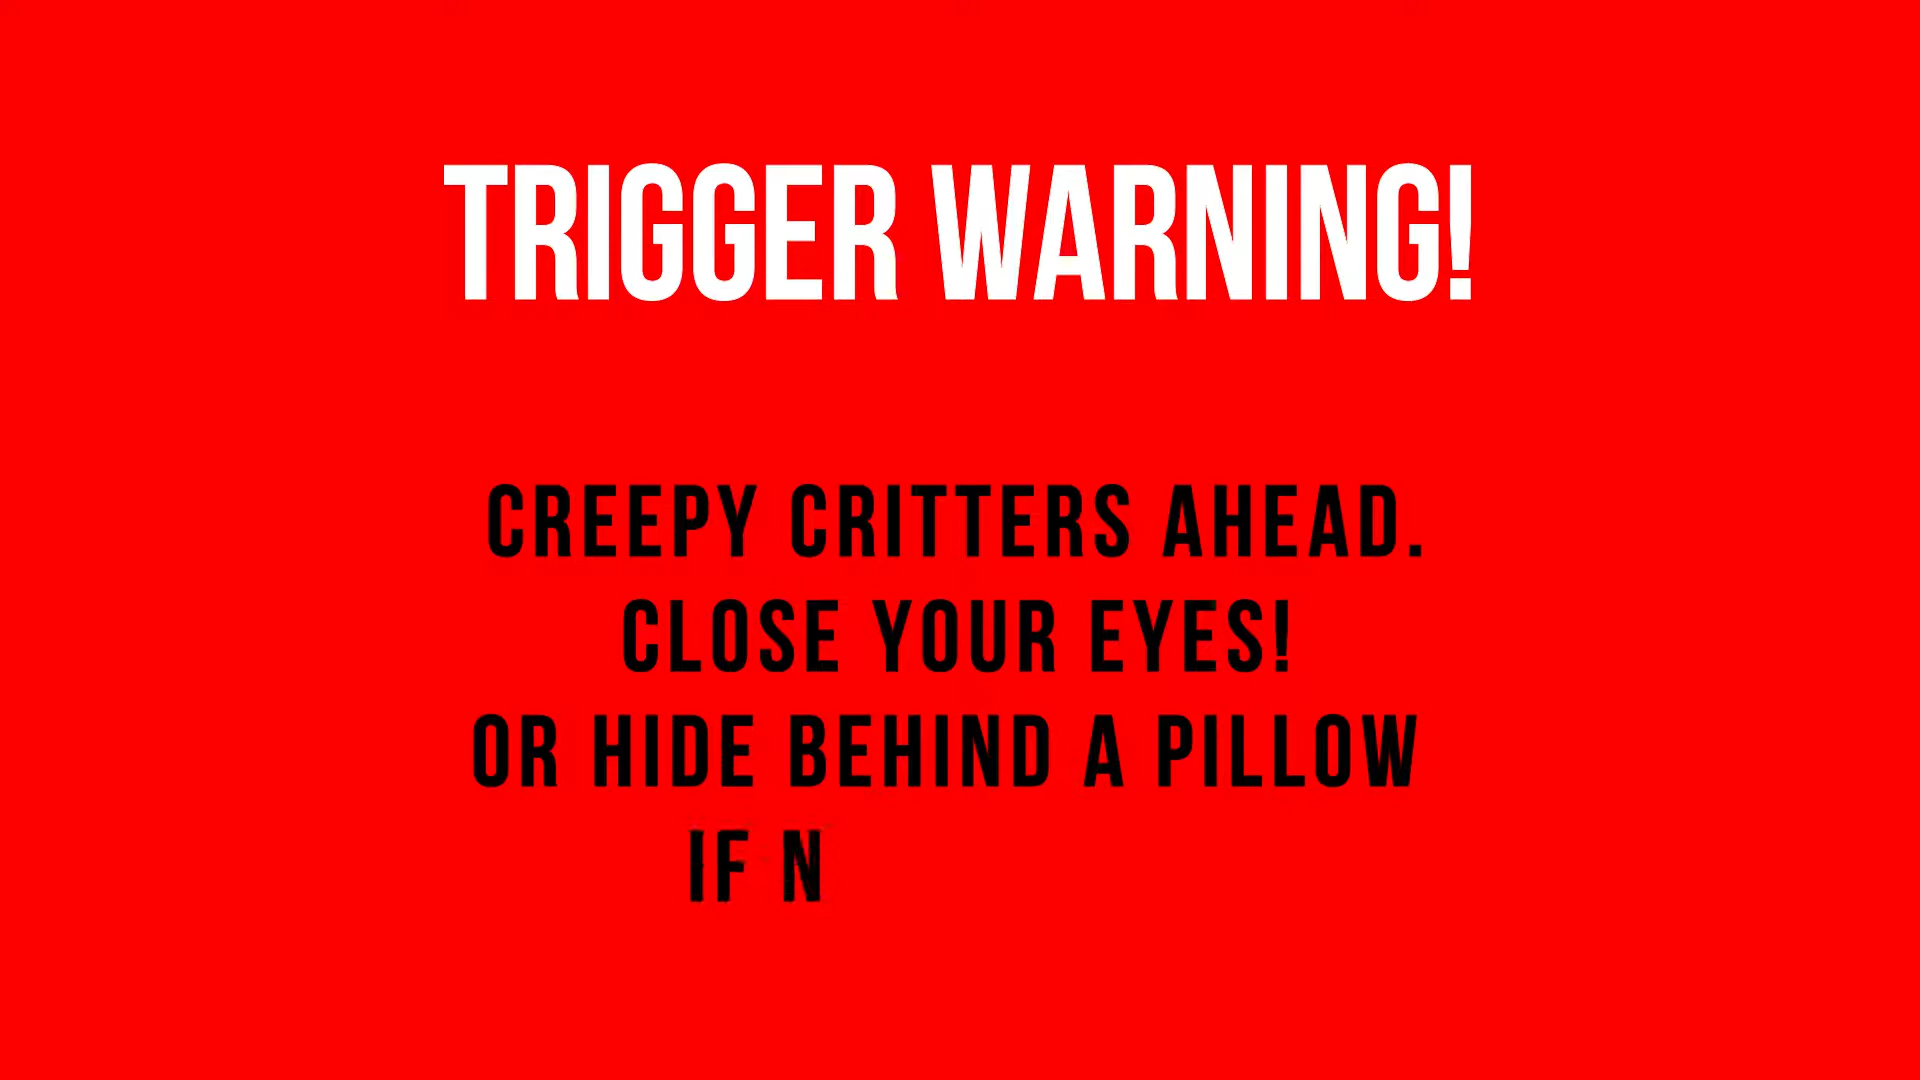 TRIGGER WARNING!
CREEPY CRITTERS AHEAD.
CLOSE YOUR EYES!
OR HIDE BEHIND A PILLOW
IF N